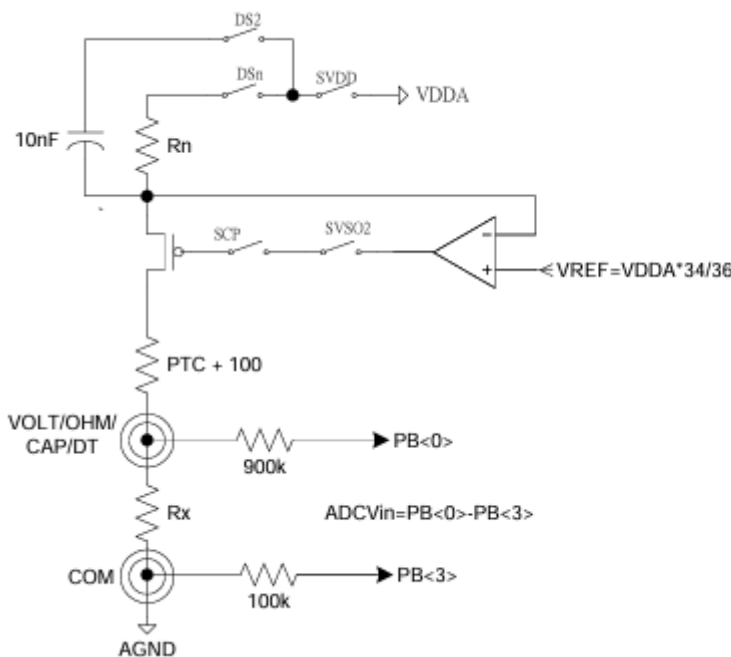 DS2
DSn
SVDD
VDDA
10nF
Rn
SCP
SVSO2
−
+
VREF=VDDA*34/36
PTC + 100
VOLT/OHM/
CAP/DT
PB<0>
900k
Rx
ADCVin=PB<0>-PB<3>
COM
PB<3>
100k
AGND